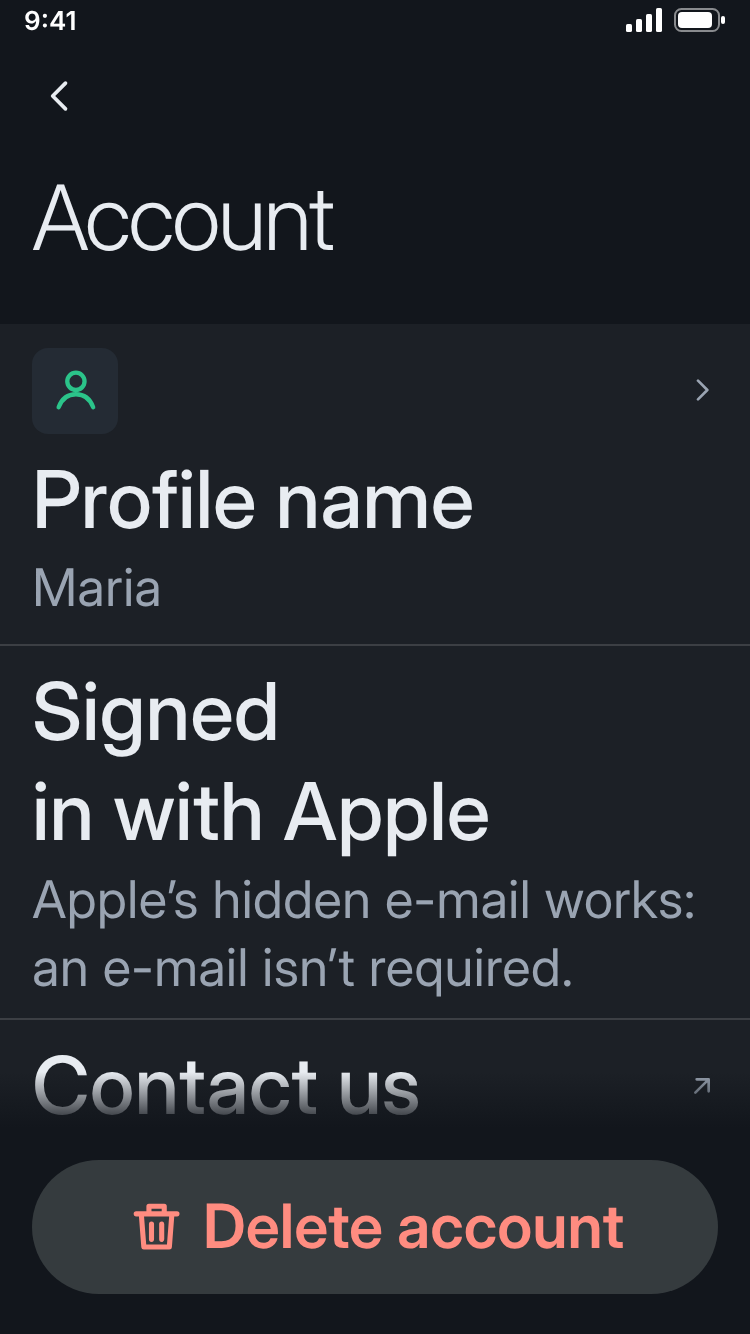 9:41
Account
Profile name
Maria
Signed
in with Apple
Apple’s hidden e-mail works:
an e-mail isn’t required.
Contact us
Delete account